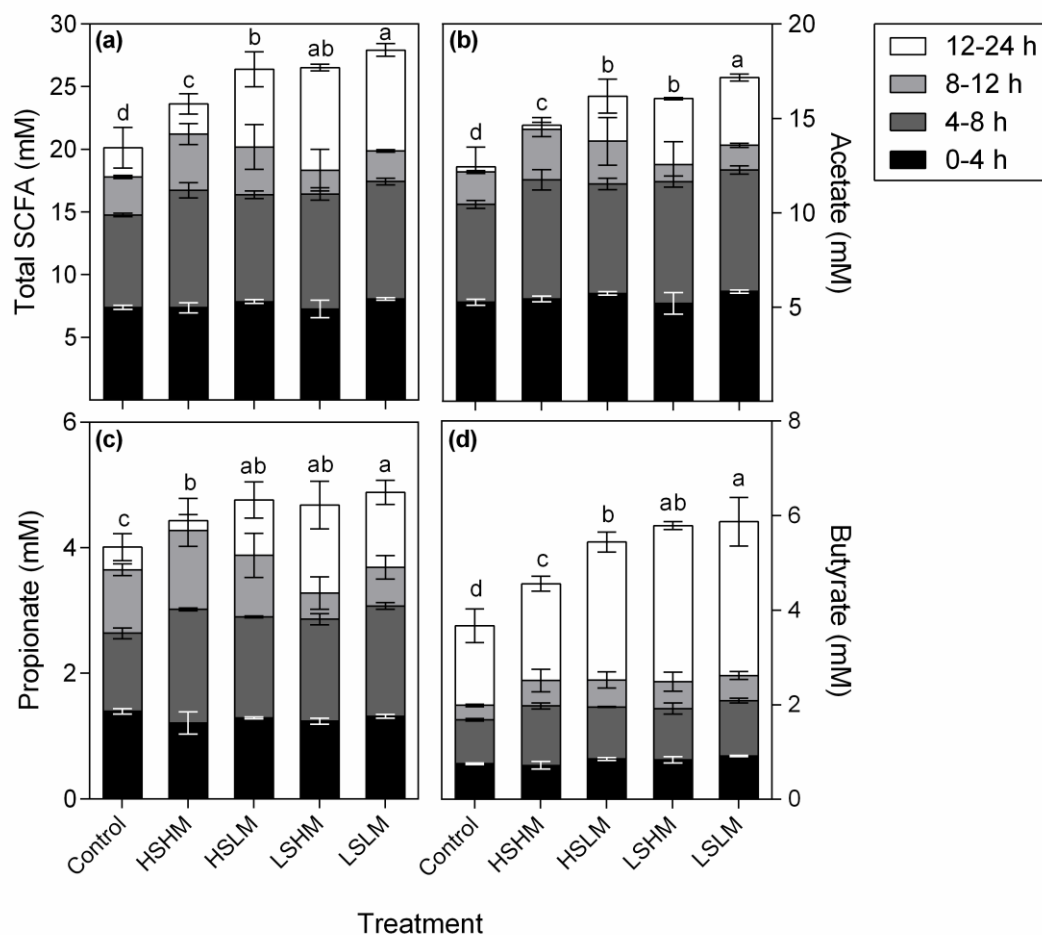 (a)
30
25
20
15
10
5
Total SCFA (mM)
d
c
b
ab
a
(b)
20
15
10
5
Acetate (mM)
d
c
b
b
a
12-24 h
8-12 h
4-8 h
0-4 h
(c)
6
4
2
0
Propionate (mM)
c
b
ab
ab
a
(d)
8
6
4
2
0
Butyrate (mM)
d
c
b
ab
a
Control
HSHM
HSLM
LSHM
LSLM
Control
HSHM
HSLM
LSHM
LSLM
Treatment